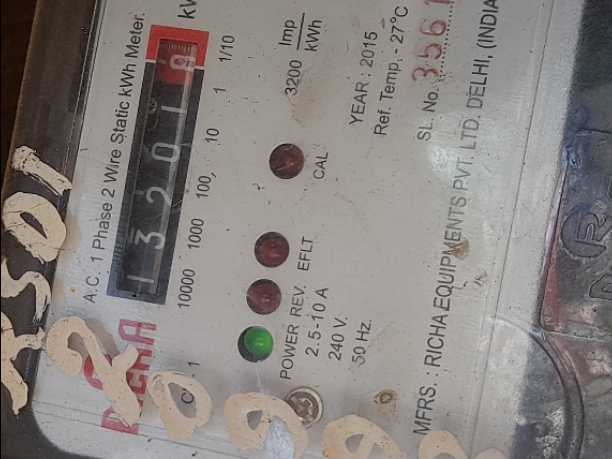 A.C. 1 Phase 2 Wire Static kWh Meter.
1 3 2 0 1
10000 1000 100 10 1 1/10
3200 Imp/kWh
POWER REV. EFLT CAL
2.5-10 A
240 V.
50 Hz.
YEAR : 2015
Ref. Temp.- 27°C
SL. No. 3561
MFRS. : RICHA EQUIPMENTS PVT. LTD. DELHI, (INDIA